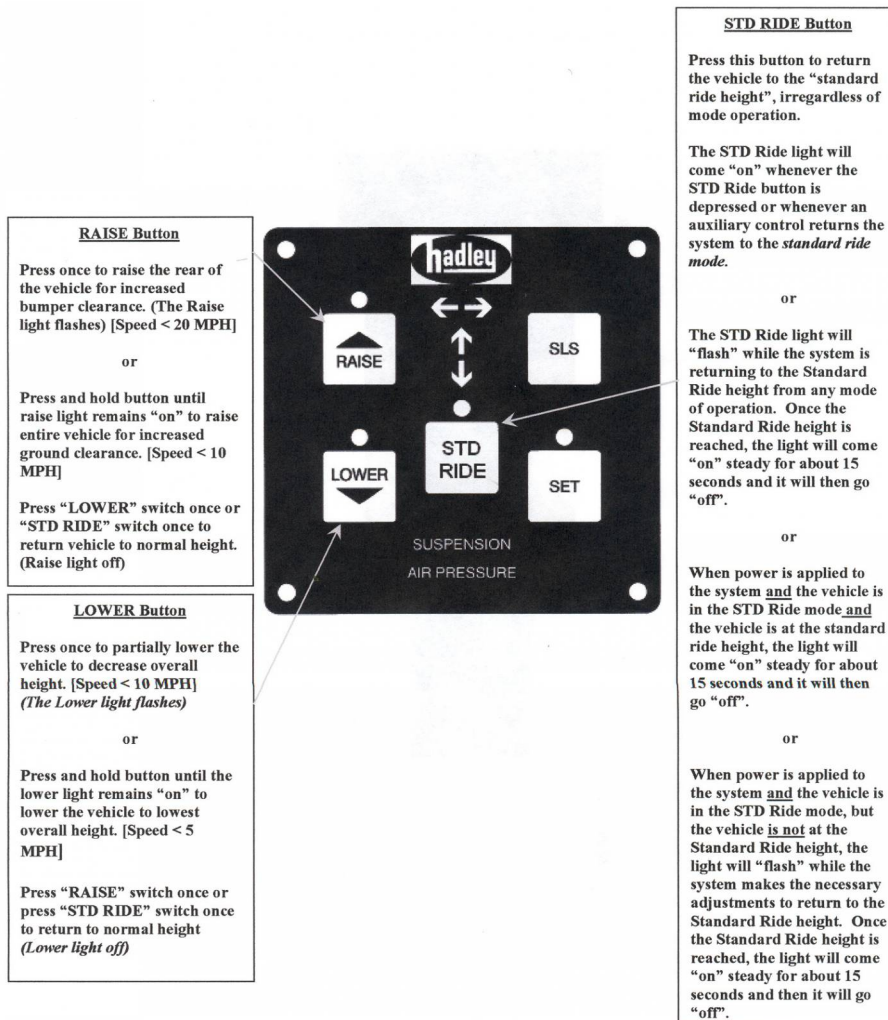 RAISE Button
Press once to raise the rear of
the vehicle for increased
bumper clearance. (The Raise
light flashes) [Speed < 20 MPH]
or
Press and hold button until
raise light remains “on” to raise
entire vehicle for increased
ground clearance. [Speed < 10
MPH]
Press “LOWER” switch once or
“STD RIDE” switch once to
return vehicle to normal height.
(Raise light off)
LOWER Button
Press once to partially lower the
vehicle to decrease overall
height. [Speed < 10 MPH]
(The Lower light flashes)
or
Press and hold button until the
lower light remains “on” to
lower the vehicle to lowest
overall height. [Speed < 5
MPH]
Press “RAISE” switch once or
press “STD RIDE” switch once
to return to normal height
(Lower light off)
hadley
RAISE
SLS
LOWER
STD
RIDE
SET
SUSPENSION
AIR PRESSURE
STD RIDE Button
Press this button to return
the vehicle to the “standard
ride height”, irregardless of
mode operation.
The STD Ride light will
come “on” whenever the
STD Ride button is
depressed or whenever an
auxiliary control returns the
system to the standard ride
mode.
or
The STD Ride light will
“flash” while the system is
returning to the Standard
Ride height from any mode
of operation. Once the
Standard Ride height is
reached, the light will come
“on” steady for about 15
seconds and it will then go
“off”.
or
When power is applied to
the system and the vehicle is
in the STD Ride mode and
the vehicle is at the standard
ride height, the light will
come “on” steady for about
15 seconds and it will then
go “off”.
or
When power is applied to
the system and the vehicle is
in the STD Ride mode, but
the vehicle is not at the
Standard Ride height, the
light will “flash” while the
system makes the necessary
adjustments to return to the
Standard Ride height. Once
the Standard Ride height is
reached, the light will come
“on” steady for about 15
seconds and then it will go
“off”.